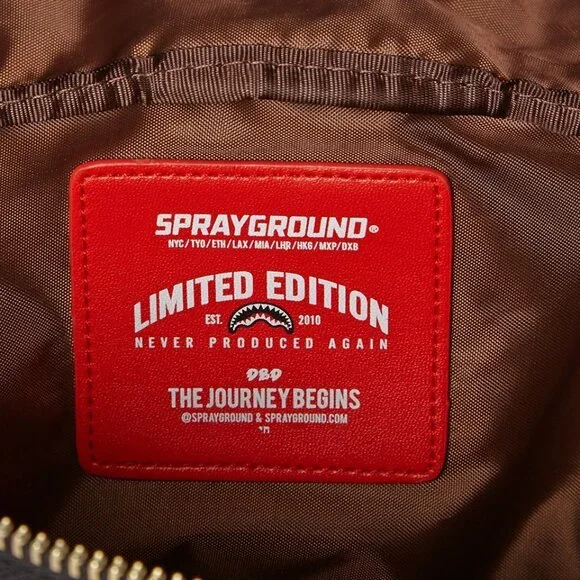 SPRAYGROUND®
NYC/TYO/ETH/LAX/MIA/LHR/HKG/MXP/DXB
LIMITED EDITION
EST. 2010
NEVER PRODUCED AGAIN
DBD
THE JOURNEY BEGINS
@SPRAYGROUND & SPRAYGROUND.COM